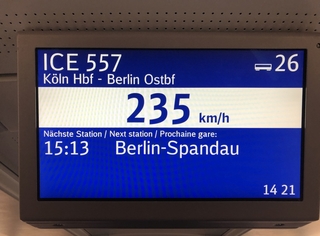 ICE 557 26
Köln Hbf - Berlin Ostbf
235 km/h
Nächste Station / Next station / Prochaine gare:
15:13 Berlin-Spandau
14 21